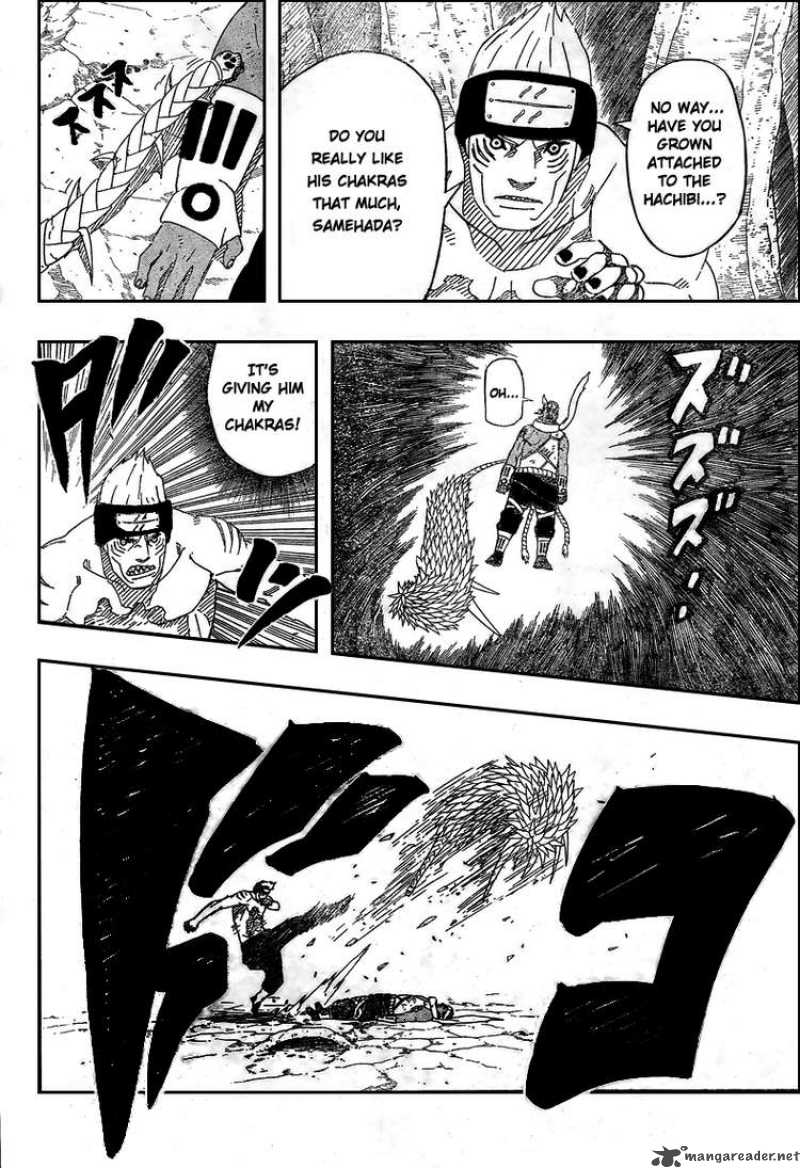 NO WAY...
HAVE YOU
GROWN
ATTACHED
TO THE
HACHIBI...?
DO YOU
REALLY LIKE
HIS CHAKRAS
THAT MUCH,
SAMEHADA?
ズズズ
ズズズ...
OH...
IT'S
GIVING HIM
MY
CHAKRAS!
ダッ
ドゴ
mangareader.net